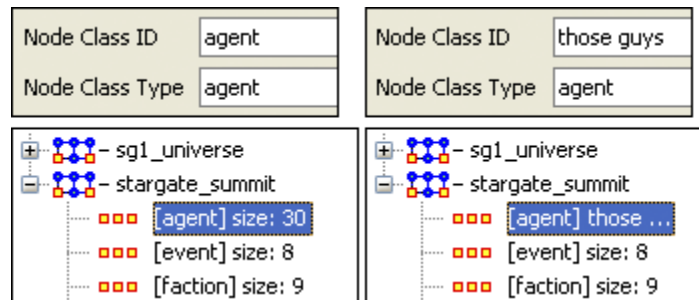 Node Class ID agent
Node Class Type agent
Node Class ID those guys
Node Class Type agent
sg1_universe
stargate_summit
[agent] size: 30
[event] size: 8
[faction] size: 9
sg1_universe
stargate_summit
[agent] those ...
[event] size: 8
[faction] size: 9